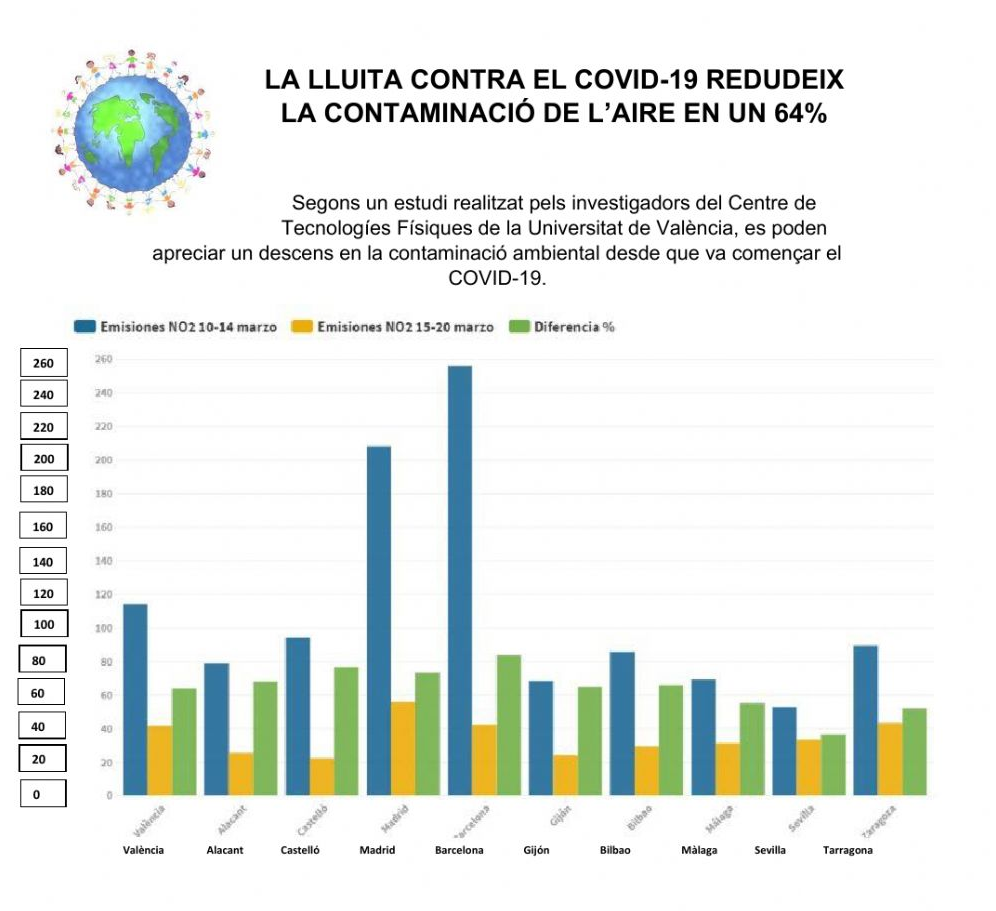 LA LLUITA CONTRA EL COVID-19 REDUDEIX
LA CONTAMINACIÓ DE L’AIRE EN UN 64%
Segons un estudi realitzat pels investigadors del Centre de
Tecnologíes Físiques de la Universitat de València, es poden
apreciar un descens en la contaminació ambiental desde que va començar el
COVID-19.
Emisiones NO2 10-14 marzo Emisiones NO2 15-20 marzo Diferencia %
260 260
240 240
220 220
200 200
180 180
160 160
140 140
120 120
100 100
80 80
60 60
40 40
20 20
0 0
València Alacant Castelló Madrid Barcelona Gijón Bilbao Málaga Sevilla Zaragoza
València Alacant Castelló Madrid Barcelona Gijón Bilbao Màlaga Sevilla Tarragona